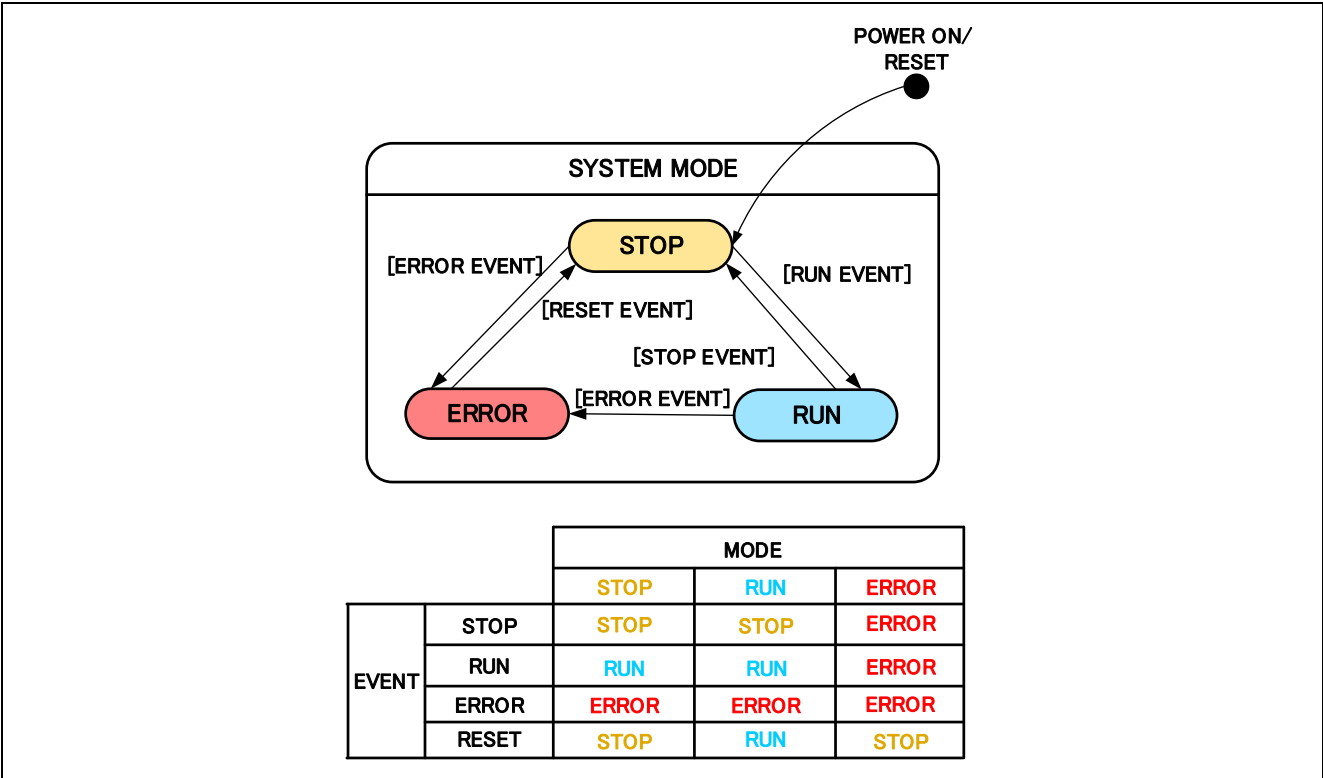 POWER ON/
RESET
SYSTEM MODE
STOP
[ERROR EVENT]
[RUN EVENT]
[RESET EVENT]
[STOP EVENT]
[ERROR EVENT]
ERROR
RUN
MODE
STOP RUN ERROR
STOP STOP STOP ERROR
RUN RUN RUN ERROR
EVENT
ERROR ERROR ERROR ERROR
RESET STOP RUN STOP